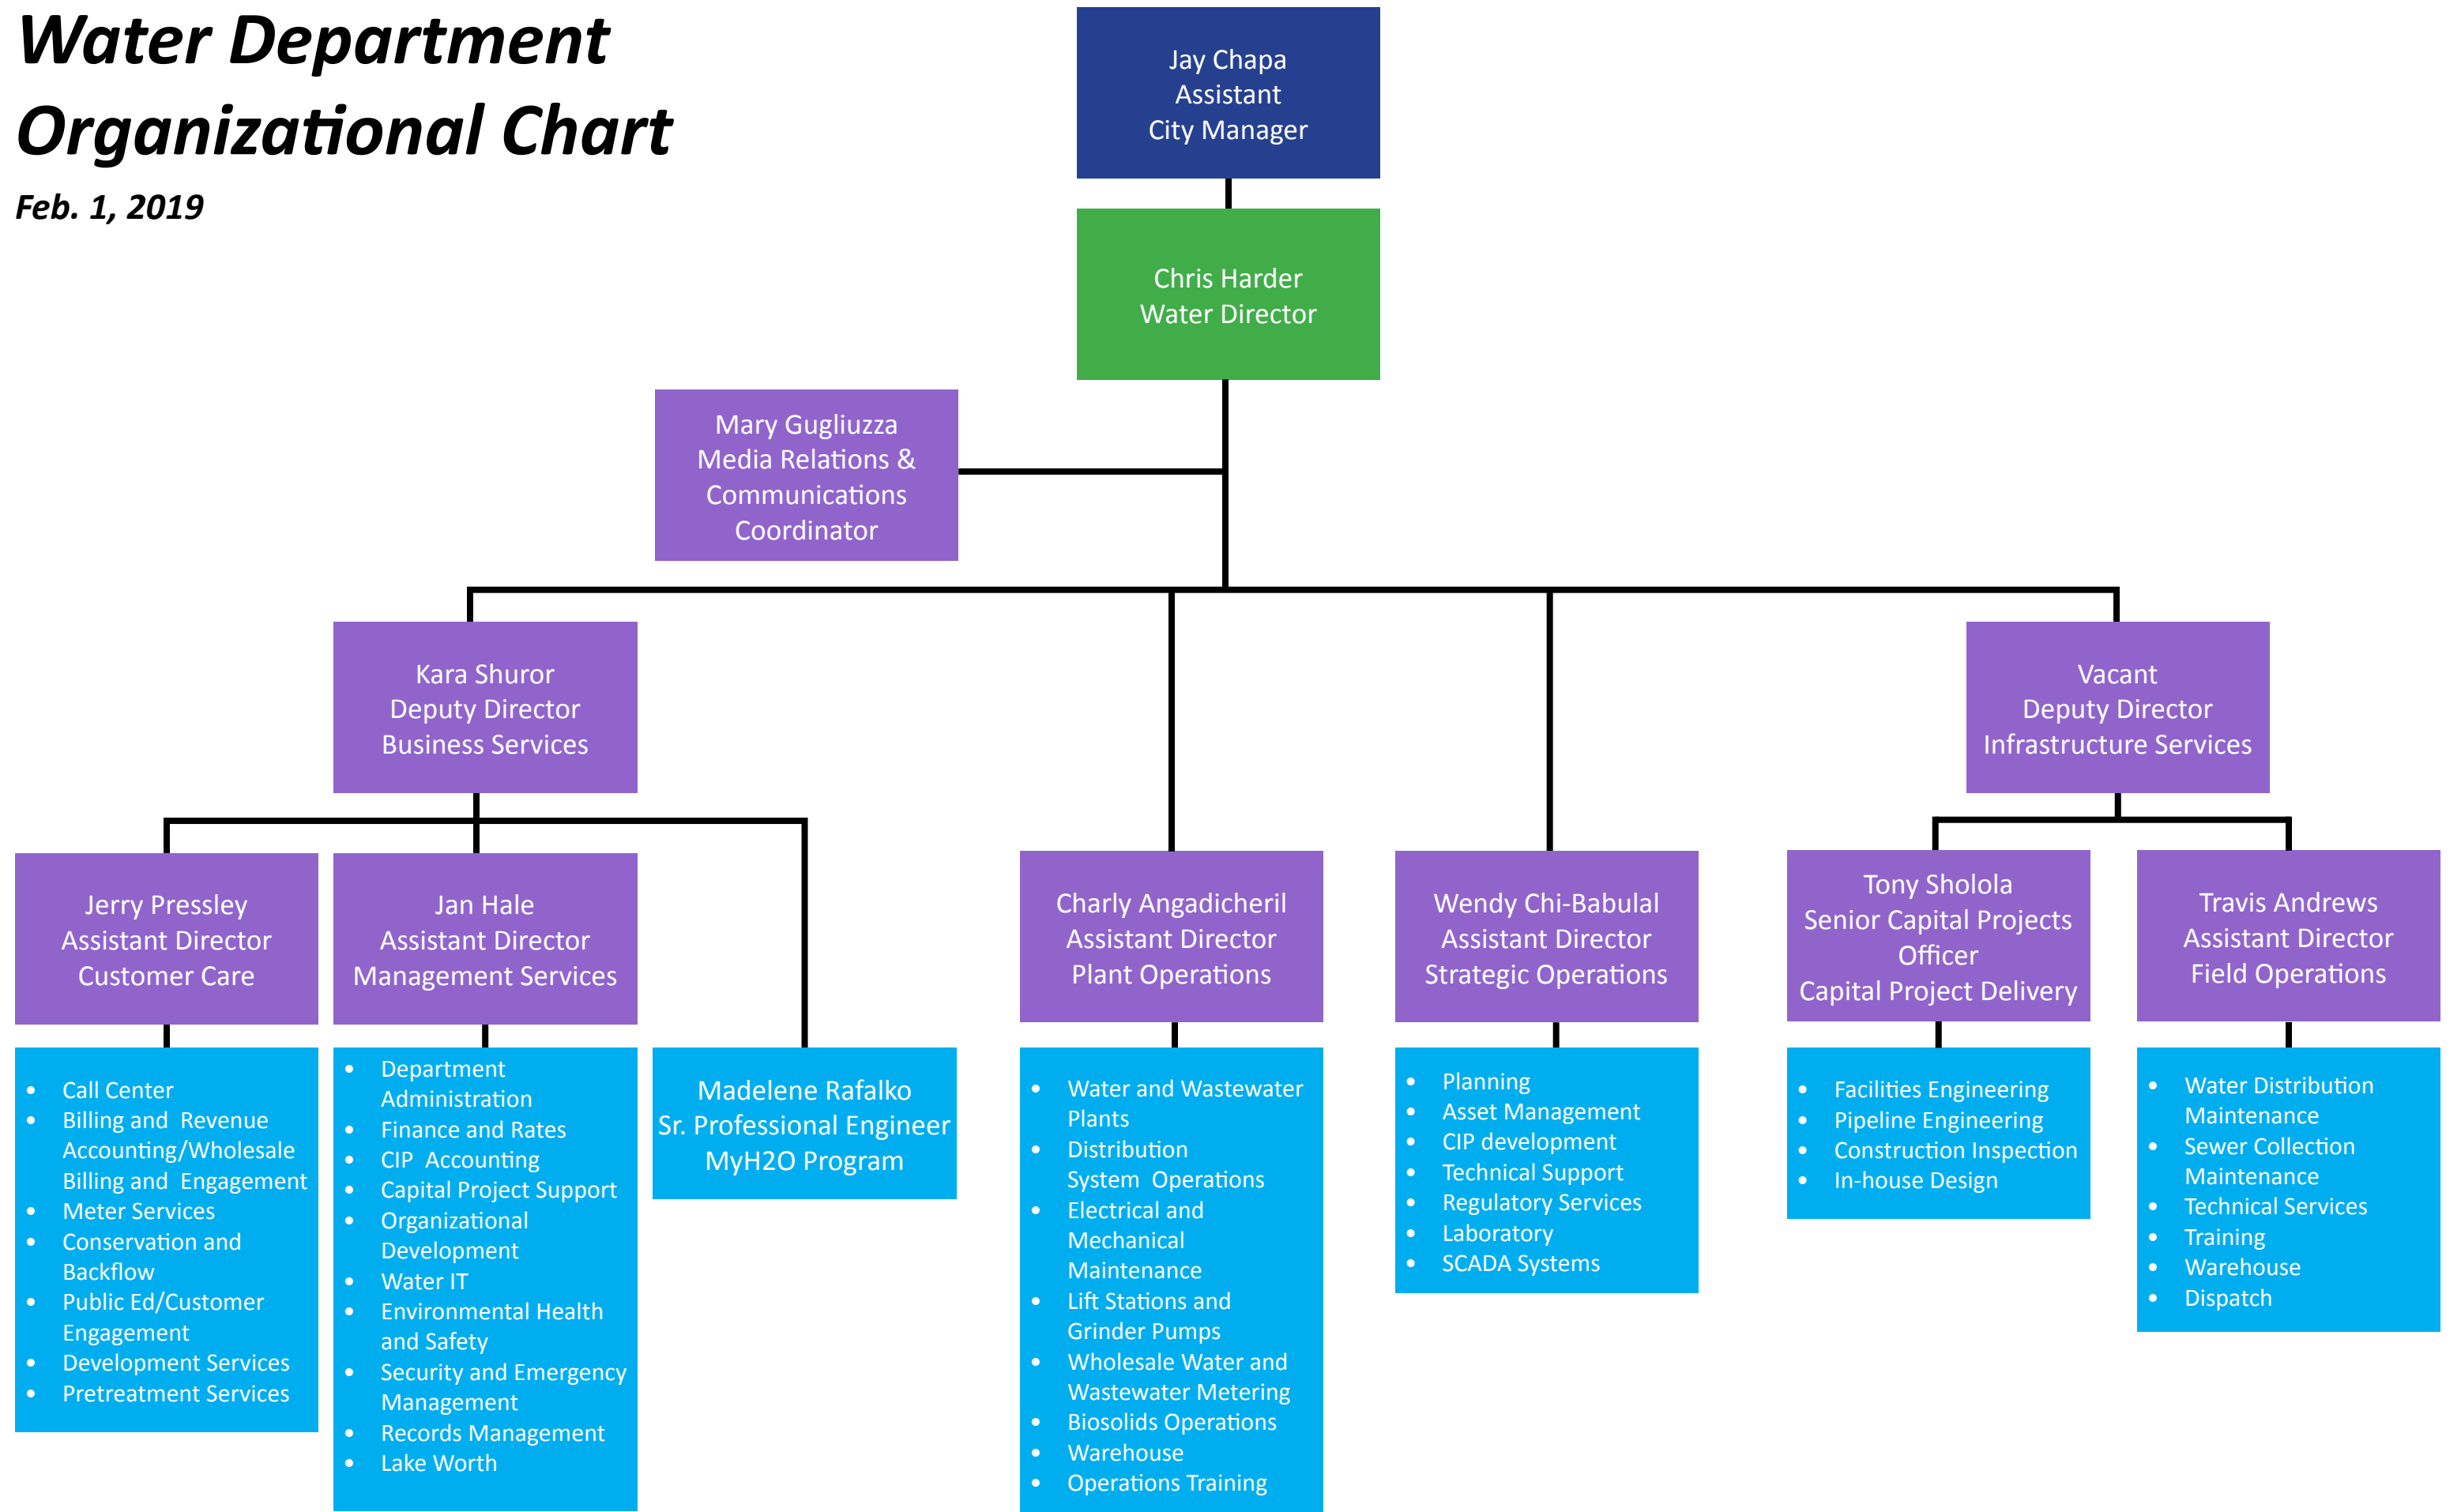 Water Department
Organizational Chart
Feb. 1, 2019
Jay Chapa
Assistant
City Manager
Chris Harder
Water Director
Mary Gugliuzza
Media Relations &
Communications
Coordinator
Kara Shuror
Deputy Director
Business Services
Vacant
Deputy Director
Infrastructure Services
Jerry Pressley
Assistant Director
Customer Care
Jan Hale
Assistant Director
Management Services
Charly Angadicheril
Assistant Director
Plant Operations
Wendy Chi-Babulal
Assistant Director
Strategic Operations
Tony Sholola
Senior Capital Projects
Officer
Capital Project Delivery
Travis Andrews
Assistant Director
Field Operations
• Call Center
• Billing and Revenue
Accounting/Wholesale
Billing and Engagement
• Meter Services
• Conservation and
Backflow
• Public Ed/Customer
Engagement
• Development Services
• Pretreatment Services
• Department
Administration
• Finance and Rates
• CIP Accounting
• Capital Project Support
• Organizational
Development
• Water IT
• Environmental Health
and Safety
• Security and Emergency
Management
• Records Management
• Lake Worth
Madelene Rafalko
Sr. Professional Engineer
MyH2O Program
• Water and Wastewater
Plants
• Distribution
System Operations
• Electrical and
Mechanical
Maintenance
• Lift Stations and
Grinder Pumps
• Wholesale Water and
Wastewater Metering
• Biosolids Operations
• Warehouse
• Operations Training
• Planning
• Asset Management
• CIP development
• Technical Support
• Regulatory Services
• Laboratory
• SCADA Systems
• Facilities Engineering
• Pipeline Engineering
• Construction Inspection
• In-house Design
• Water Distribution
Maintenance
• Sewer Collection
Maintenance
• Technical Services
• Training
• Warehouse
• Dispatch